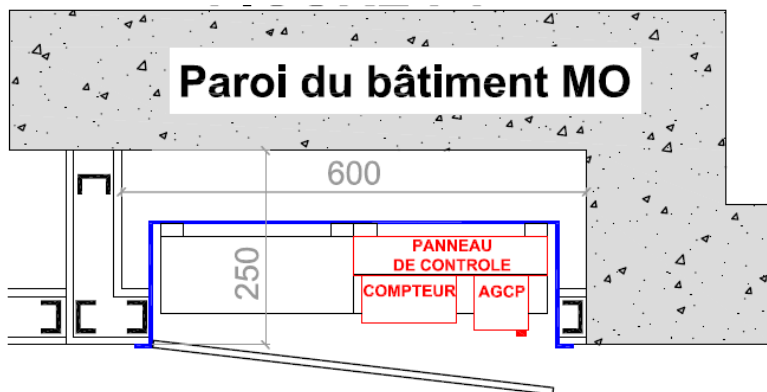 Paroi du bâtiment MO
600
250
PANNEAU
DE CONTROLE
COMPTEUR
AGCP